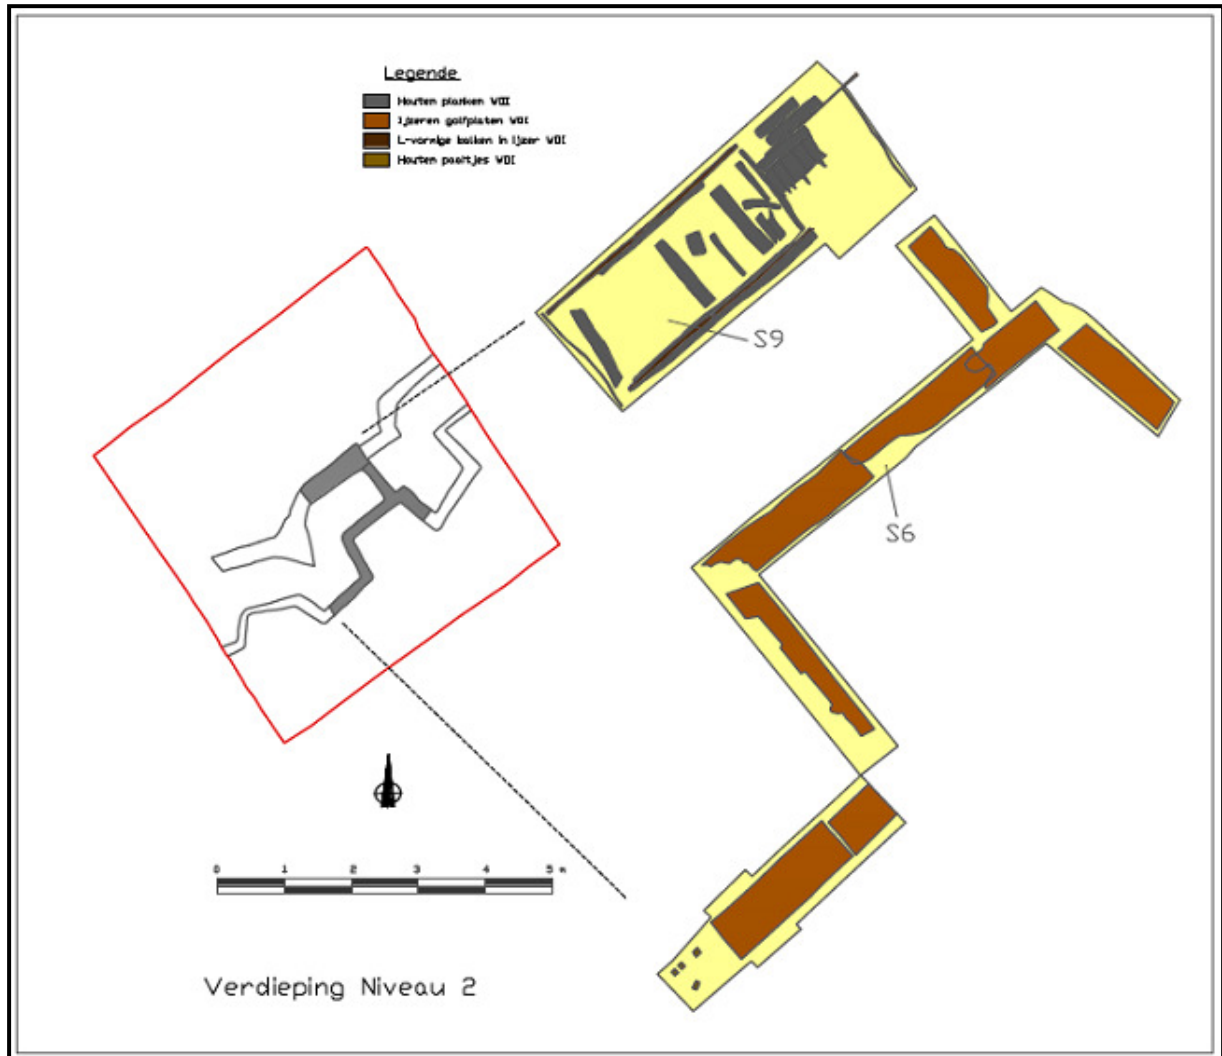 Legende
Houten planken WOI
Ijzeren golfplaten WOI
L-vormige balken in ijzer WOI
Houten paaltjes WOI
S9
S6
0 1 2 3 4 5 m
Verdieping Niveau 2